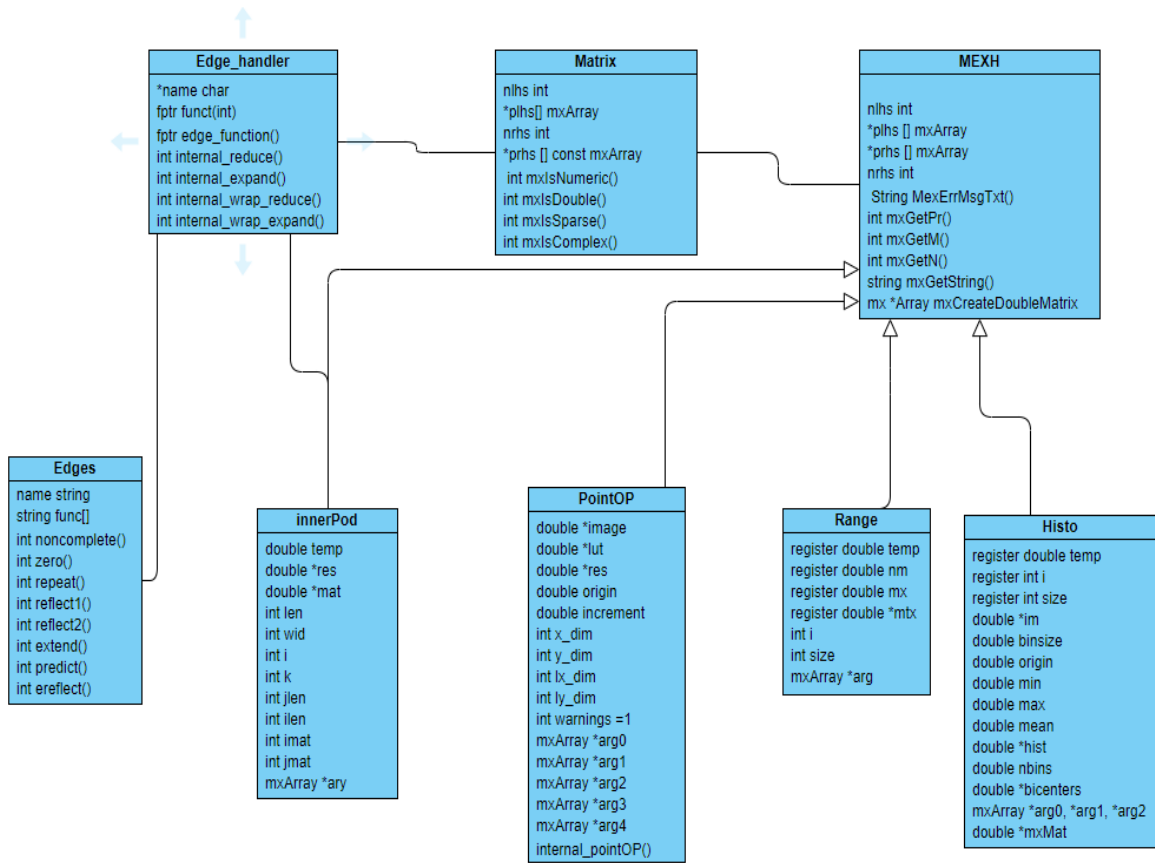 Edge_handler
*name char
fptr funct(int)
fptr edge_function()
int internal_reduce()
int internal_expand()
int internal_wrap_reduce()
int internal_wrap_expand()
Matrix
nlhs int
*plhs[] mxArray
nrhs int
*prhs [] const mxArray
int mxIsNumeric()
int mxIsDouble()
int mxIsSparse()
int mxIsComplex()
MEXH
nlhs int
*plhs [] mxArray
*prhs [] mxArray
nrhs int
String MexErrMsgTxt()
int mxGetPr()
int mxGetM()
int mxGetN()
string mxGetString()
mx *Array mxCreateDoubleMatrix
Edges
name string
string func[]
int noncomplete()
int zero()
int repeat()
int reflect1()
int reflect2()
int extend()
int predict()
int ereflect()
innerPod
double temp
double *res
double *mat
int len
int wid
int i
int k
int jlen
int ilen
int imat
int jmat
mxArray *ary
PointOP
double *image
double *lut
double *res
double origin
double increment
int x_dim
int y_dim
int lx_dim
int ly_dim
int warnings =1
mxArray *arg0
mxArray *arg1
mxArray *arg2
mxArray *arg3
mxArray *arg4
internal_pointOP()
Range
register double temp
register double nm
register double mx
register double *mtx
int i
int size
mxArray *arg
Histo
register double temp
register int i
register int size
double *im
double binsize
double origin
double min
double max
double mean
double *hist
double nbins
double *bicenters
mxArray *arg0, *arg1, *arg2
double *mxMat